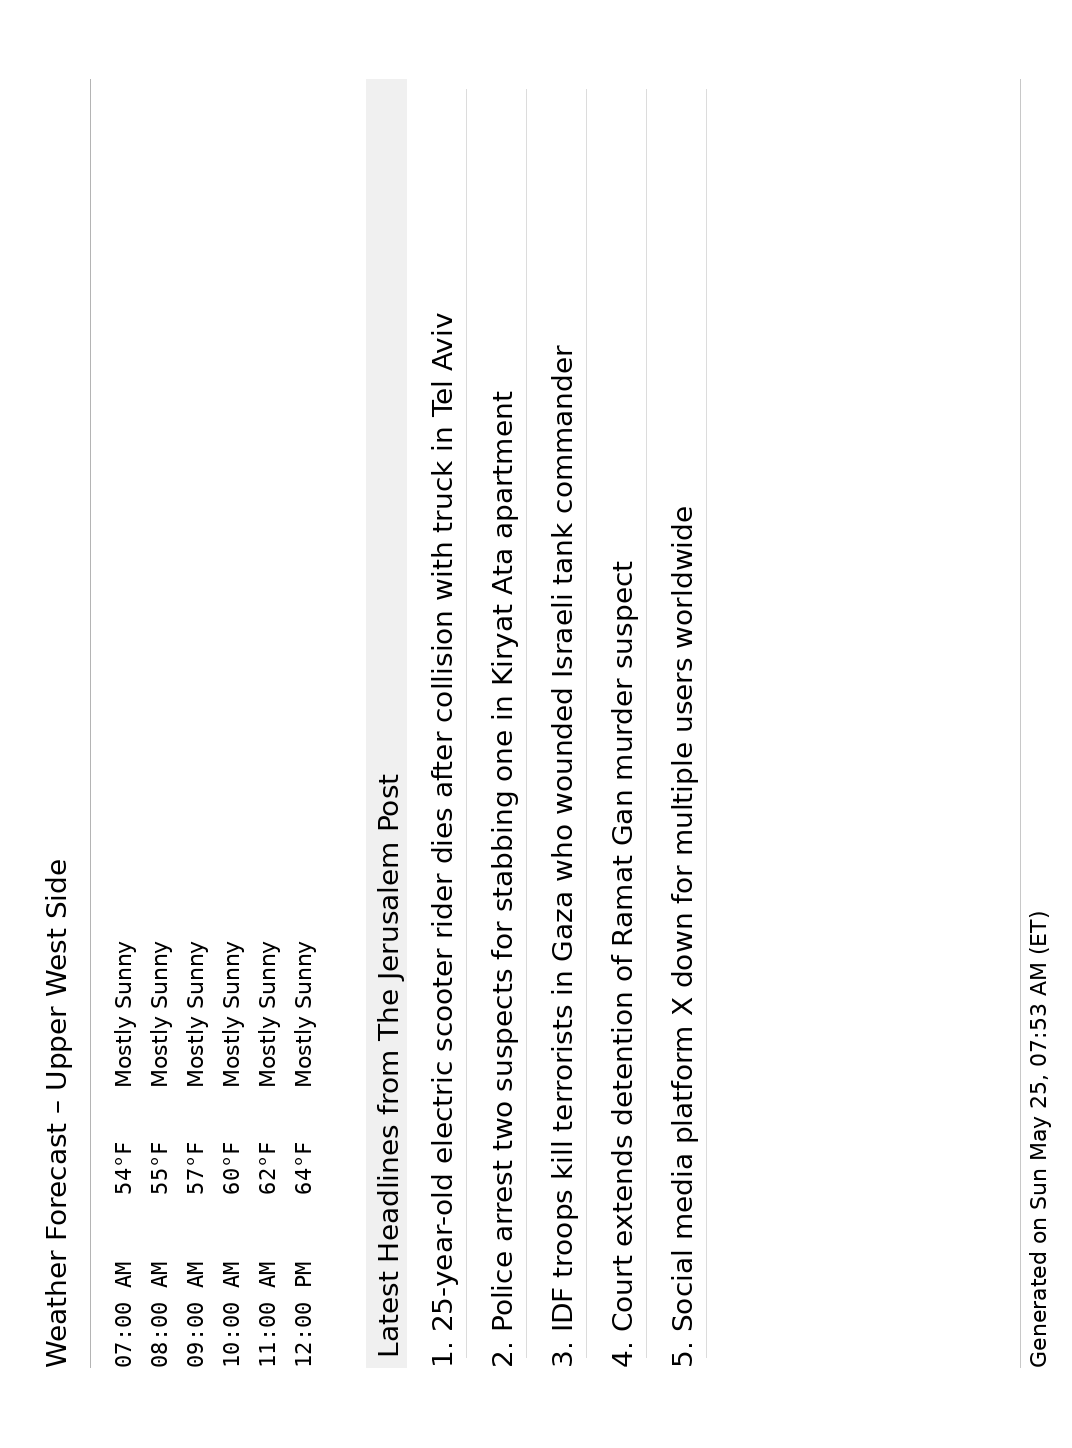 Weather Forecast – Upper West Side
07:00 AM 54°F Mostly Sunny
08:00 AM 55°F Mostly Sunny
09:00 AM 57°F Mostly Sunny
10:00 AM 60°F Mostly Sunny
11:00 AM 62°F Mostly Sunny
12:00 PM 64°F Mostly Sunny
Latest Headlines from The Jerusalem Post
1. 25-year-old electric scooter rider dies after collision with truck in Tel Aviv
2. Police arrest two suspects for stabbing one in Kiryat Ata apartment
3. IDF troops kill terrorists in Gaza who wounded Israeli tank commander
4. Court extends detention of Ramat Gan murder suspect
5. Social media platform X down for multiple users worldwide
Generated on Sun May 25, 07:53 AM (ET)